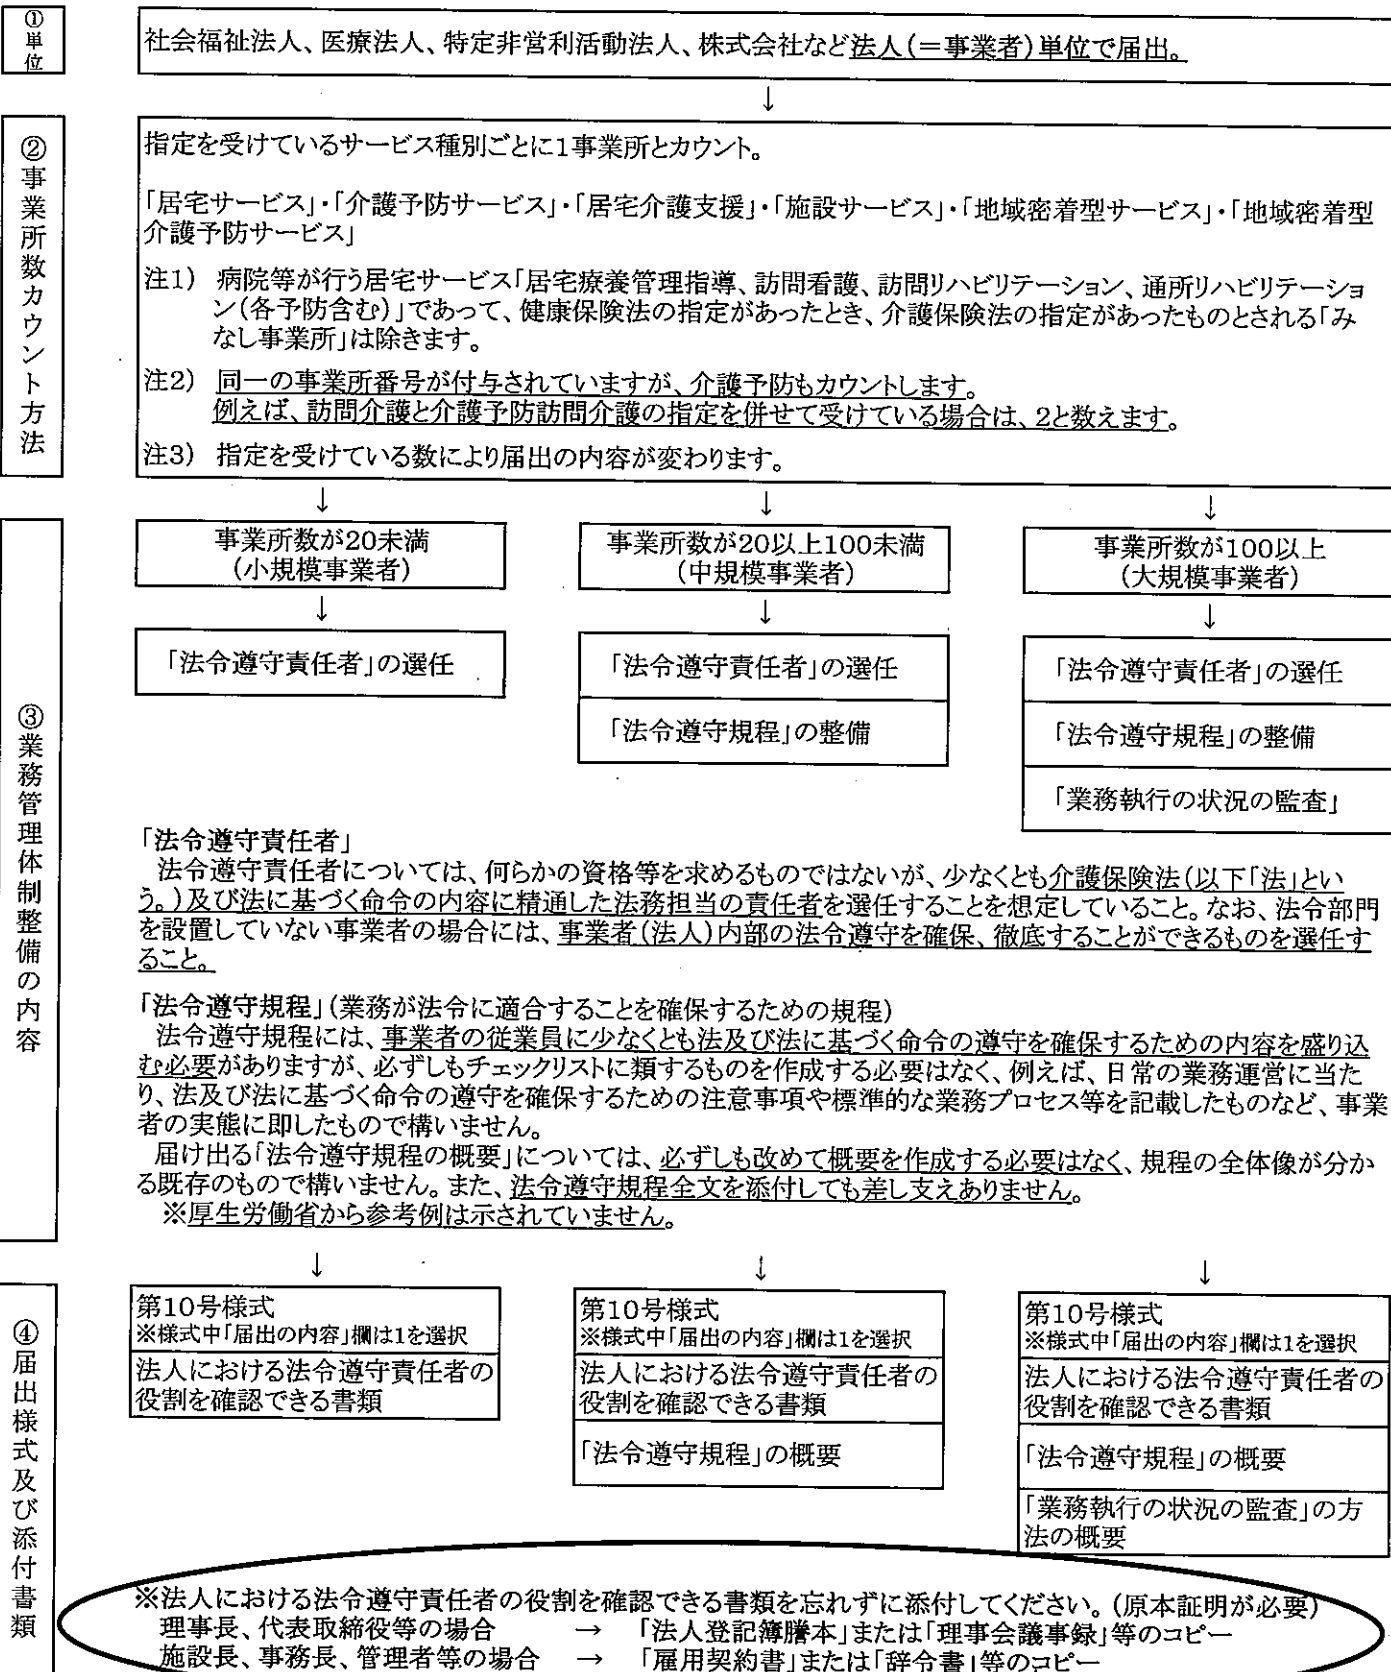 ①単位
社会福祉法人、医療法人、特定非営利活動法人、株式会社など法人(=事業者)単位で届出。
↓
②事業所数カウント方法
指定を受けているサービス種別ごとに1事業所とカウント。
「居宅サービス」・「介護予防サービス」・「居宅介護支援」・「施設サービス」・「地域密着型サービス」・「地域密着型
介護予防サービス」
注1) 病院等が行う居宅サービス「居宅療養管理指導、訪問看護、訪問リハビリテーション、通所リハビリテーショ
ン(各予防含む)」であって、健康保険法の指定があったとき、介護保険法の指定があったものとされる「み
なし事業所」は除きます。
注2) 同一の事業所番号が付与されていますが、介護予防もカウントします。
例えば、訪問介護と介護予防訪問介護の指定を併せて受けている場合は、2と数えます。
注3) 指定を受けている数により届出の内容が変わります。
↓ ↓ ↓
③業務管理体制整備の内容
事業所数が20未満
(小規模事業者)
↓
「法令遵守責任者」の選任
事業所数が20以上100未満
(中規模事業者)
↓
「法令遵守責任者」の選任
「法令遵守規程」の整備
事業所数が100以上
(大規模事業者)
↓
「法令遵守責任者」の選任
「法令遵守規程」の整備
「業務執行の状況の監査」
「法令遵守責任者」
法令遵守責任者については、何らかの資格等を求めるものではないが、少なくとも介護保険法(以下「法」とい
う。)及び法に基づく命令の内容に精通した法務担当の責任者を選任することを想定していること。なお、法令部門
を設置していない事業者の場合には、事業者(法人)内部の法令遵守を確保、徹底することができるものを選任す
ること。
「法令遵守規程」(業務が法令に適合することを確保するための規程)
法令遵守規程には、事業者の従業員に少なくとも法及び法に基づく命令の遵守を確保するための内容を盛り込
む必要がありますが、必ずしもチェックリストに類するものを作成する必要はなく、例えば、日常の業務運営に当た
り、法及び法に基づく命令の遵守を確保するための注意事項や標準的な業務プロセス等を記載したものなど、事業
者の実態に即したもので構いません。
届け出る「法令遵守規程の概要」については、必ずしも改めて概要を作成する必要はなく、規程の全体像が分か
る既存のもので構いません。また、法令遵守規程全文を添付しても差し支えありません。
※厚生労働省から参考例は示されていません。
↓ ↓ ↓
④届出様式及び添付書類
第10号様式
※様式中「届出の内容」欄は1を選択
法人における法令遵守責任者の
役割を確認できる書類
第10号様式
※様式中「届出の内容」欄は1を選択
法人における法令遵守責任者の
役割を確認できる書類
「法令遵守規程」の概要
第10号様式
※様式中「届出の内容」欄は1を選択
法人における法令遵守責任者の
役割を確認できる書類
「法令遵守規程」の概要
「業務執行の状況の監査」の方
法の概要
※法人における法令遵守責任者の役割を確認できる書類を忘れずに添付してください。(原本証明が必要)
理事長、代表取締役等の場合 → 「法人登記簿謄本」または「理事会議事録」等のコピー
施設長、事務長、管理者等の場合 → 「雇用契約書」または「辞令書」等のコピー